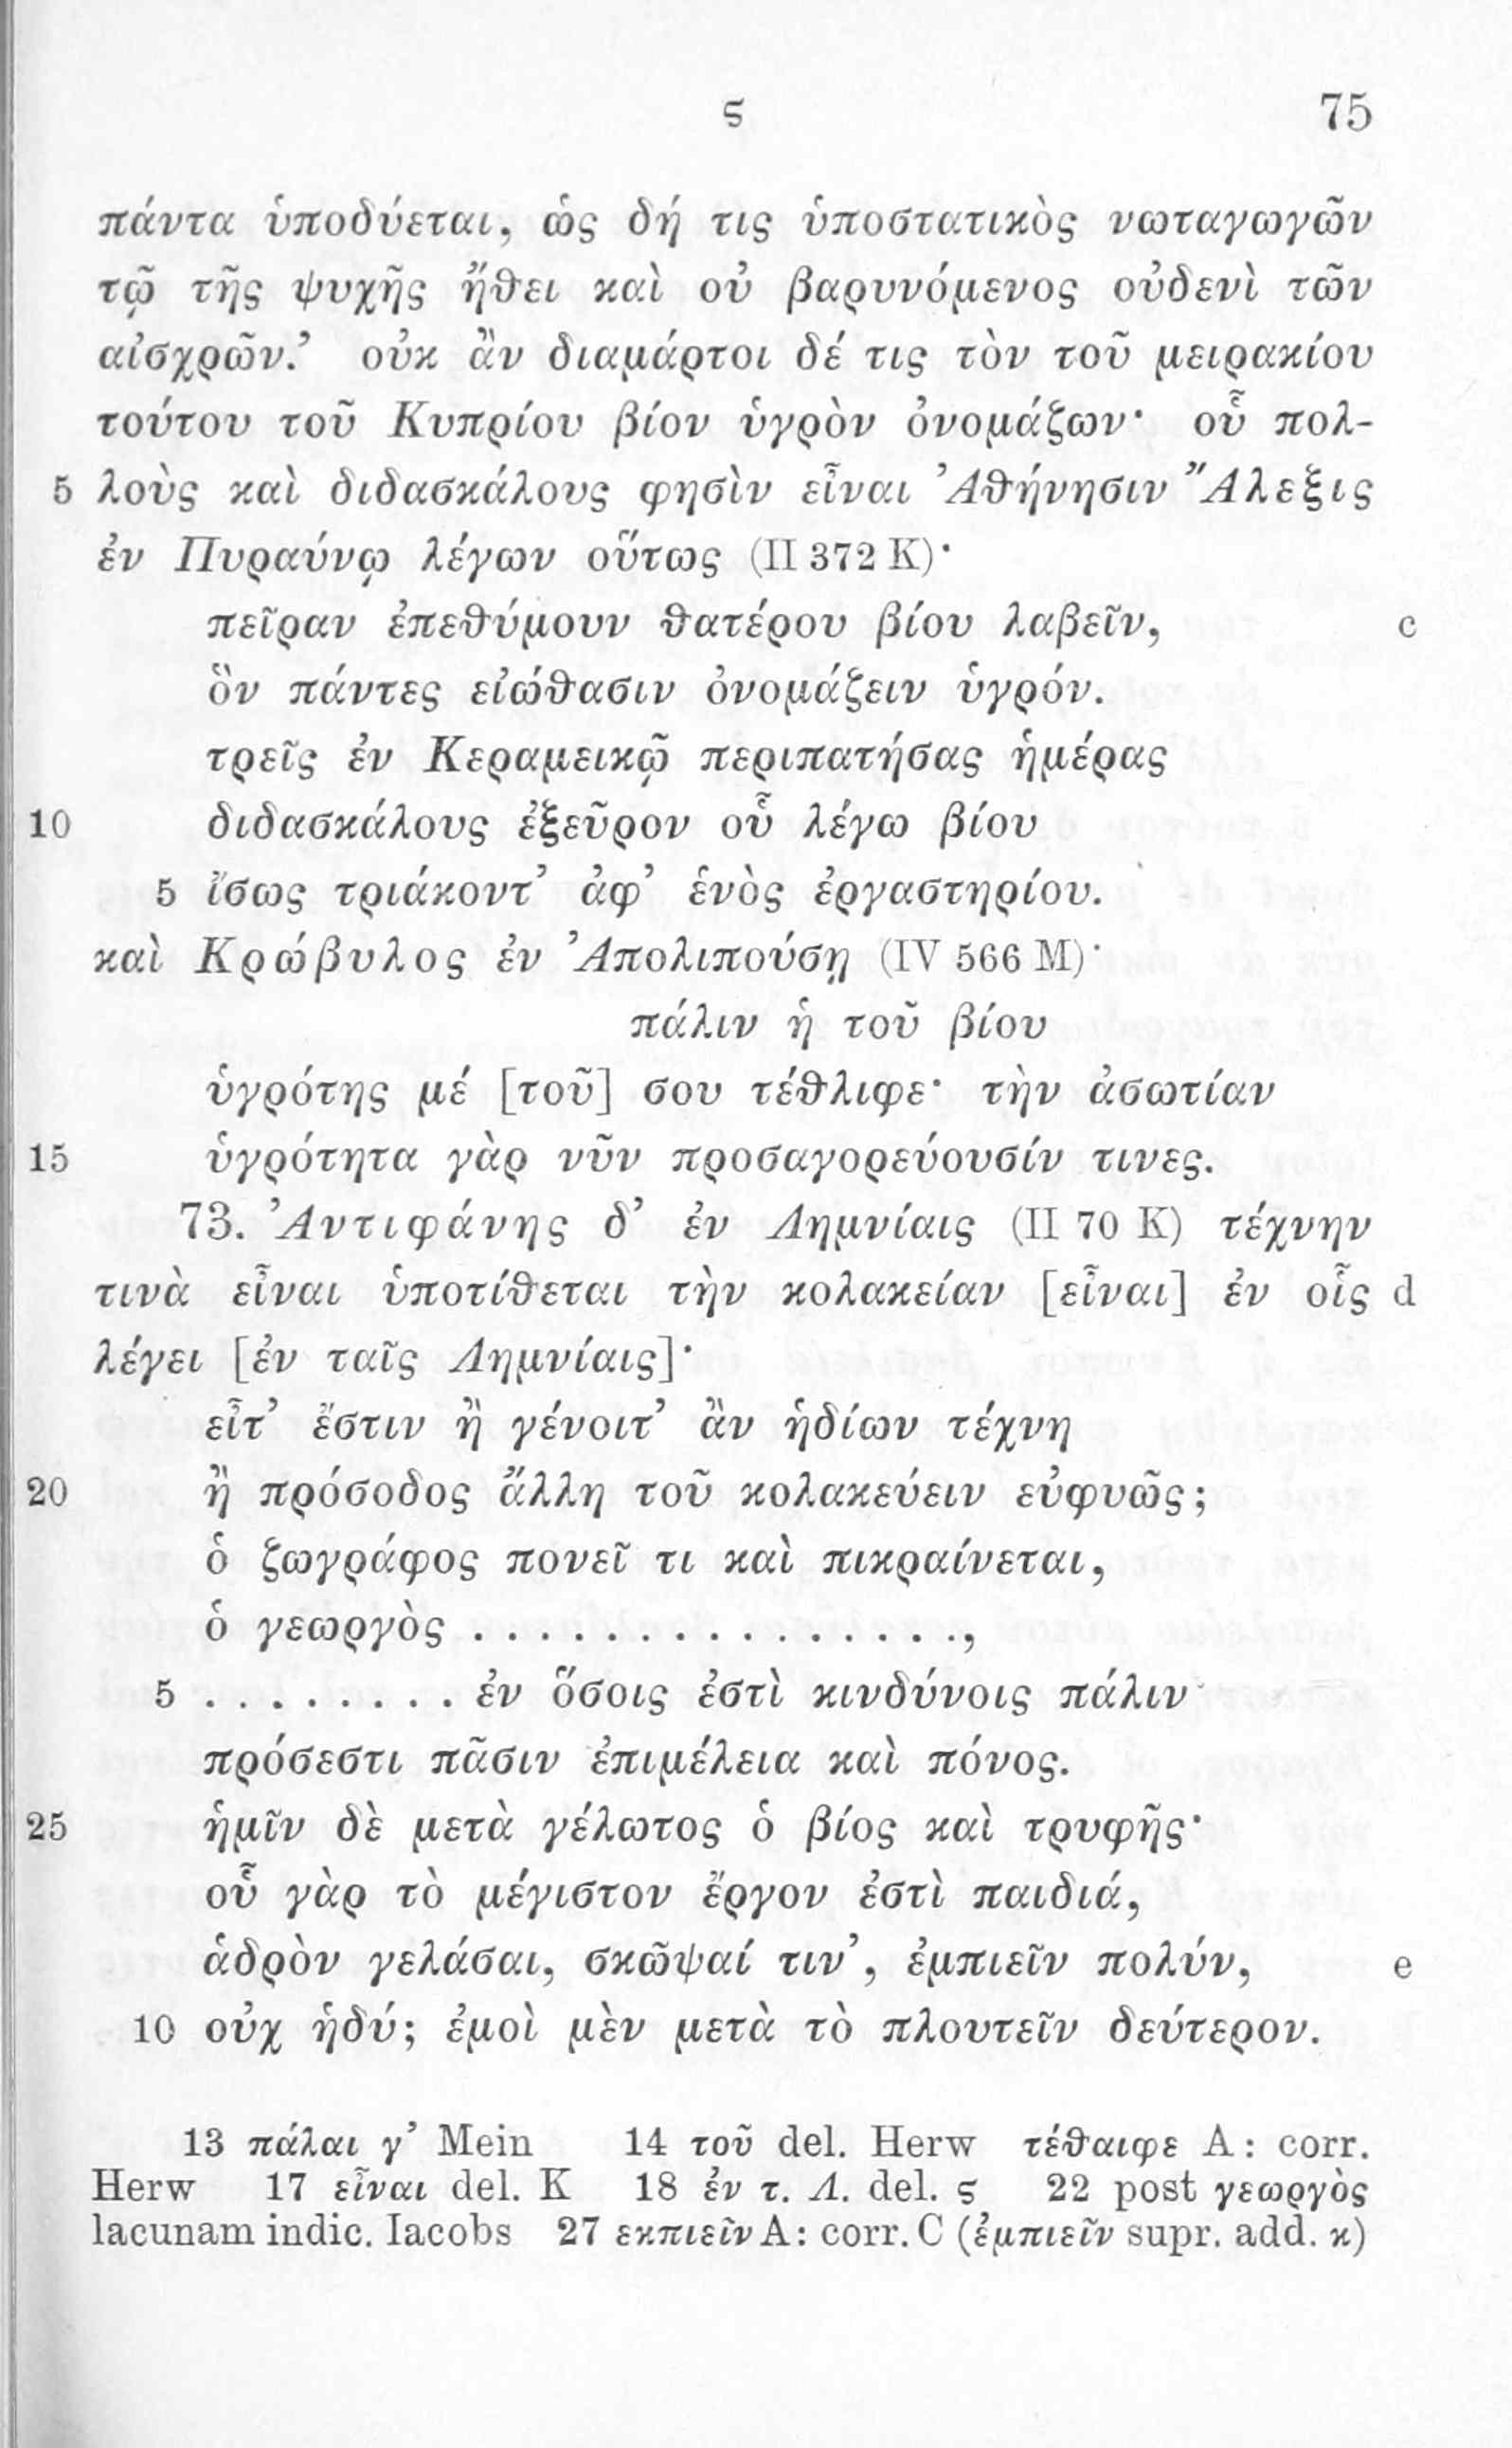 ϛ 75
πάντα ὑποδύεται, ὡς δή τις ὑποστατικὸς νωταγωγῶν
τῷ τῆς ψυχῆς ἤθει καὶ οὐ βαρυνόμενος οὐδενὶ τῶν
αἰσχρῶν.’ οὐκ ἂν διαμάρτοι δέ τις τὸν τοῦ μειρακίου
τούτου τοῦ Κυπρίου βίον ὑγρὸν ὀνομάζων· οὗ πολ-
5 λοὺς καὶ διδασκάλους φησὶν εἶναι Ἀθήνησιν Ἄλεξις
ἐν Πυραύνῳ λέγων οὕτως (II 372 K)·
πεῖραν ἐπεθύμουν θατέρου βίου λαβεῖν, c
ὃν πάντες εἰώθασιν ὀνομάζειν ὑγρόν.
τρεῖς ἐν Κεραμεικῷ περιπατήσας ἡμέρας
10 διδασκάλους ἐξεῦρον οὗ λέγω βίου
5 ἴσως τριάκοντ’ ἀφ’ ἑνὸς ἐργαστηρίου.
καὶ Κρώβυλος ἐν Ἀπολιπούσῃ (IV 566 M)·
πάλιν ἡ τοῦ βίου
ὑγρότης μέ [τοῦ] σου τέθλιφε· τὴν ἀσωτίαν
15 ὑγρότητα γὰρ νῦν προσαγορεύουσίν τινες.
73. Ἀντιφάνης δ’ ἐν Λημνίαις (II 70 K) τέχνην
τινὰ εἶναι ὑποτίθεται τὴν κολακείαν [εἶναι] ἐν οἷς d
λέγει [ἐν ταῖς Λημνίαις]·
εἶτ’ ἔστιν ἢ γένοιτ’ ἂν ἡδίων τέχνη
20 ἢ πρόσοδος ἄλλη τοῦ κολακεύειν εὐφυῶς;
ὁ ζωγράφος πονεῖ τι καὶ πικραίνεται,
ὁ γεωργὸς . . . . . . . . . . . . . . .,
5 . . . . . . . . ἐν ὅσοις ἐστὶ κινδύνοις πάλιν
πρόσεστι πᾶσιν ἐπιμέλεια καὶ πόνος.
25 ἡμῖν δὲ μετὰ γέλωτος ὁ βίος καὶ τρυφῆς·
οὗ γὰρ τὸ μέγιστον ἔργον ἐστὶ παιδιά,
ἁδρὸν γελάσαι, σκῶψαί τιν’, ἐμπιεῖν πολύν, e
10 οὐχ ἡδύ; ἐμοὶ μὲν μετὰ τὸ πλουτεῖν δεύτερον.
13 πάλαι γ’ Mein 14 τοῦ del. Herw τέθαιφε A: corr.
Herw 17 εἶναι del. K 18 ἐν τ. Λ. del. ϛ 22 post γεωργὸς
lacunam indic. Iacobs 27 εκπιεῖν A: corr. C (ἐμπιεῖν supr. add. κ)